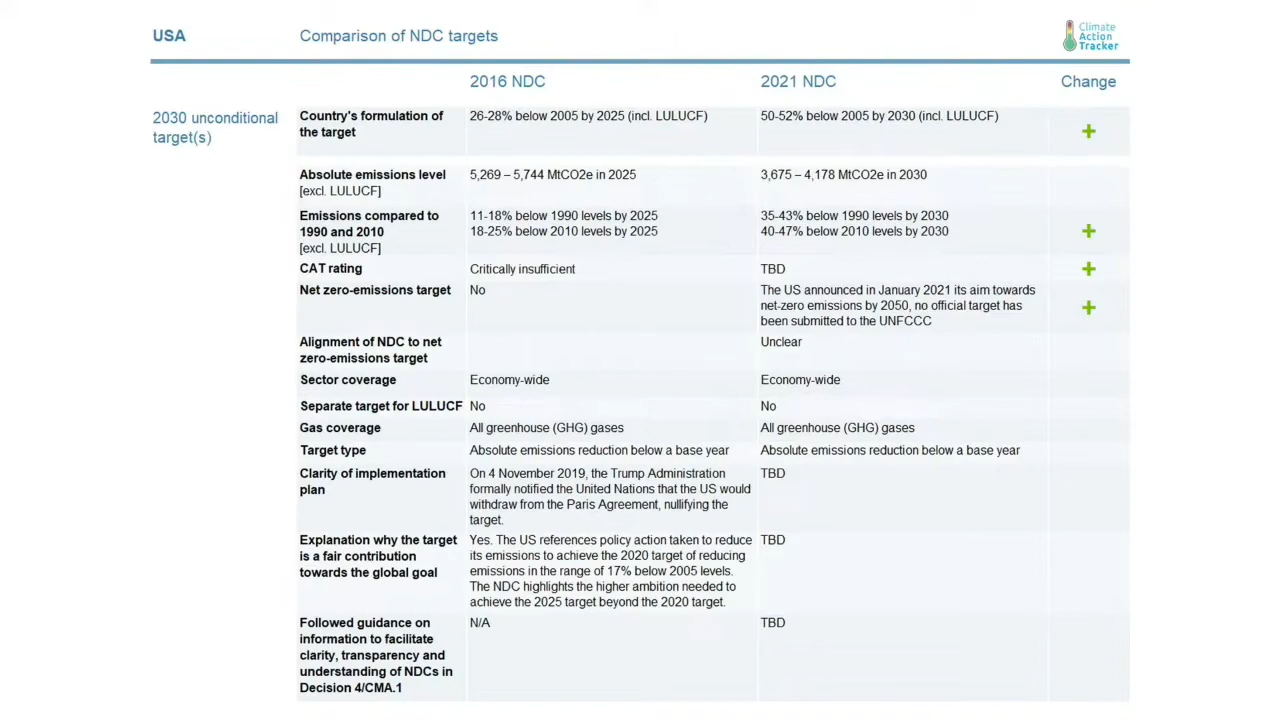 USA
Comparison of NDC targets
Climate
Action
Tracker
2016 NDC
2021 NDC
Change
2030 unconditional
target(s)
Country's formulation of
the target
26-28% below 2005 by 2025 (incl. LULUCF)
50-52% below 2005 by 2030 (incl. LULUCF)
+
Absolute emissions level
[excl. LULUCF]
5,269 – 5,744 MtCO2e in 2025
3,675 – 4,178 MtCO2e in 2030
Emissions compared to
1990 and 2010
[excl. LULUCF]
11-18% below 1990 levels by 2025
18-25% below 2010 levels by 2025
35-43% below 1990 levels by 2030
40-47% below 2010 levels by 2030
+
CAT rating
Critically insufficient
TBD
+
Net zero-emissions target
No
The US announced in January 2021 its aim towards
net-zero emissions by 2050, no official target has
been submitted to the UNFCCC
+
Alignment of NDC to net
zero-emissions target
Unclear
Sector coverage
Economy-wide
Economy-wide
Separate target for LULUCF
No
No
Gas coverage
All greenhouse (GHG) gases
All greenhouse (GHG) gases
Target type
Absolute emissions reduction below a base year
Absolute emissions reduction below a base year
Clarity of implementation
plan
On 4 November 2019, the Trump Administration
formally notified the United Nations that the US would
withdraw from the Paris Agreement, nullifying the
target.
TBD
Explanation why the target
is a fair contribution
towards the global goal
Yes. The US references policy action taken to reduce
its emissions to achieve the 2020 target of reducing
emissions in the range of 17% below 2005 levels.
The NDC highlights the higher ambition needed to
achieve the 2025 target beyond the 2020 target.
TBD
Followed guidance on
information to facilitate
clarity, transparency and
understanding of NDCs in
Decision 4/CMA.1
N/A
TBD